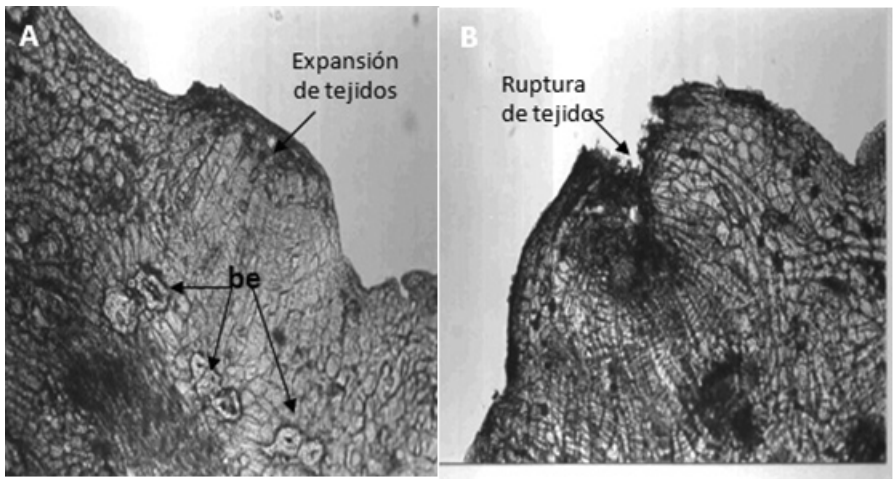 A
Expansión
de tejidos
be
B
Ruptura
de tejidos